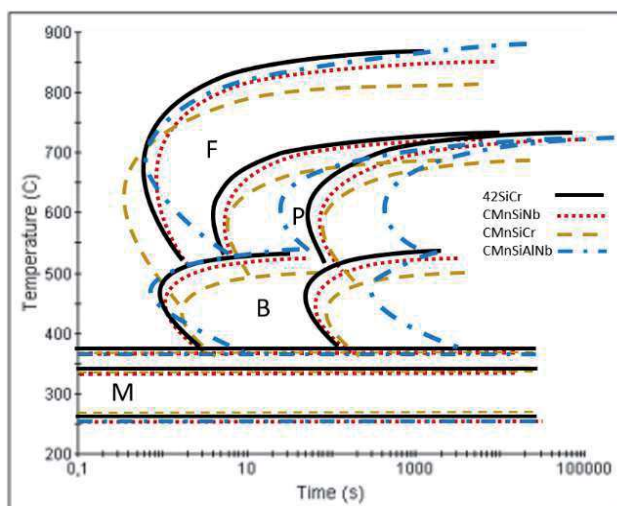 900
800
700
600
500
400
300
200
Temperature (C)
F
P
B
M
42SiCr
CMnSiNb
CMnSiCr
CMnSiAlNb
0,1
10
1000
100000
Time (s)